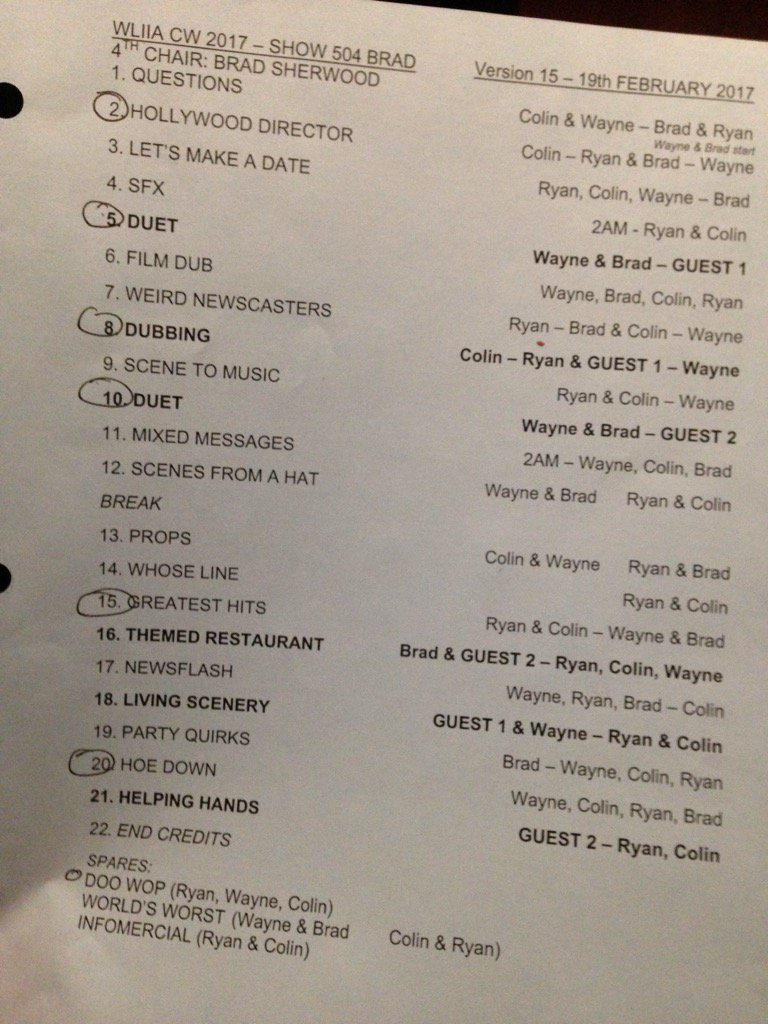 WLIIA CW 2017 – SHOW 504 BRAD Version 15 – 19th FEBRUARY 2017
4TH CHAIR: BRAD SHERWOOD
1. QUESTIONS Colin & Wayne – Brad & Ryan
Wayne & Brad start
2. HOLLYWOOD DIRECTOR Colin – Ryan & Brad – Wayne
3. LET'S MAKE A DATE Ryan, Colin, Wayne – Brad
4. SFX 2AM - Ryan & Colin
5. DUET Wayne & Brad – GUEST 1
6. FILM DUB Wayne, Brad, Colin, Ryan
7. WEIRD NEWSCASTERS Ryan – Brad & Colin – Wayne
8. DUBBING Colin – Ryan & GUEST 1 – Wayne
9. SCENE TO MUSIC Ryan & Colin – Wayne
10. DUET Wayne & Brad – GUEST 2
11. MIXED MESSAGES 2AM – Wayne, Colin, Brad
12. SCENES FROM A HAT Wayne & Brad Ryan & Colin
BREAK
13. PROPS Colin & Wayne Ryan & Brad
14. WHOSE LINE Ryan & Colin
15. GREATEST HITS Ryan & Colin – Wayne & Brad
16. THEMED RESTAURANT Brad & GUEST 2 – Ryan, Colin, Wayne
17. NEWSFLASH Wayne, Ryan, Brad – Colin
18. LIVING SCENERY GUEST 1 & Wayne – Ryan & Colin
19. PARTY QUIRKS Brad – Wayne, Colin, Ryan
20. HOE DOWN Wayne, Colin, Ryan, Brad
21. HELPING HANDS GUEST 2 – Ryan, Colin
22. END CREDITS
SPARES:
DOO WOP (Ryan, Wayne, Colin)
WORLD'S WORST (Wayne & Brad Colin & Ryan)
INFOMERCIAL (Ryan & Colin)